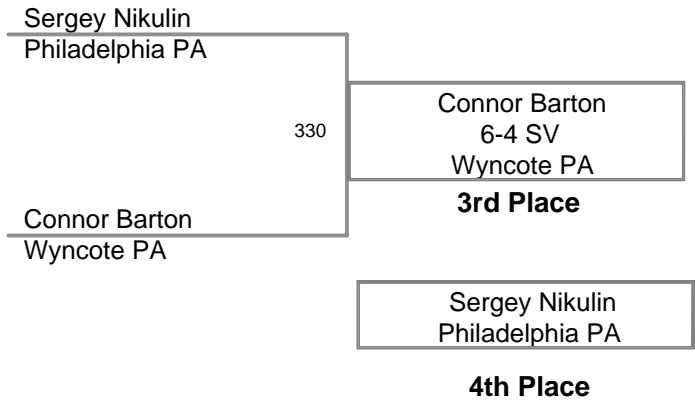 Sergey Nikulin
Philadelphia PA
330
Connor Barton
6-4 SV
Wyncote PA
3rd Place
Connor Barton
Wyncote PA
Sergey Nikulin
Philadelphia PA
4th Place